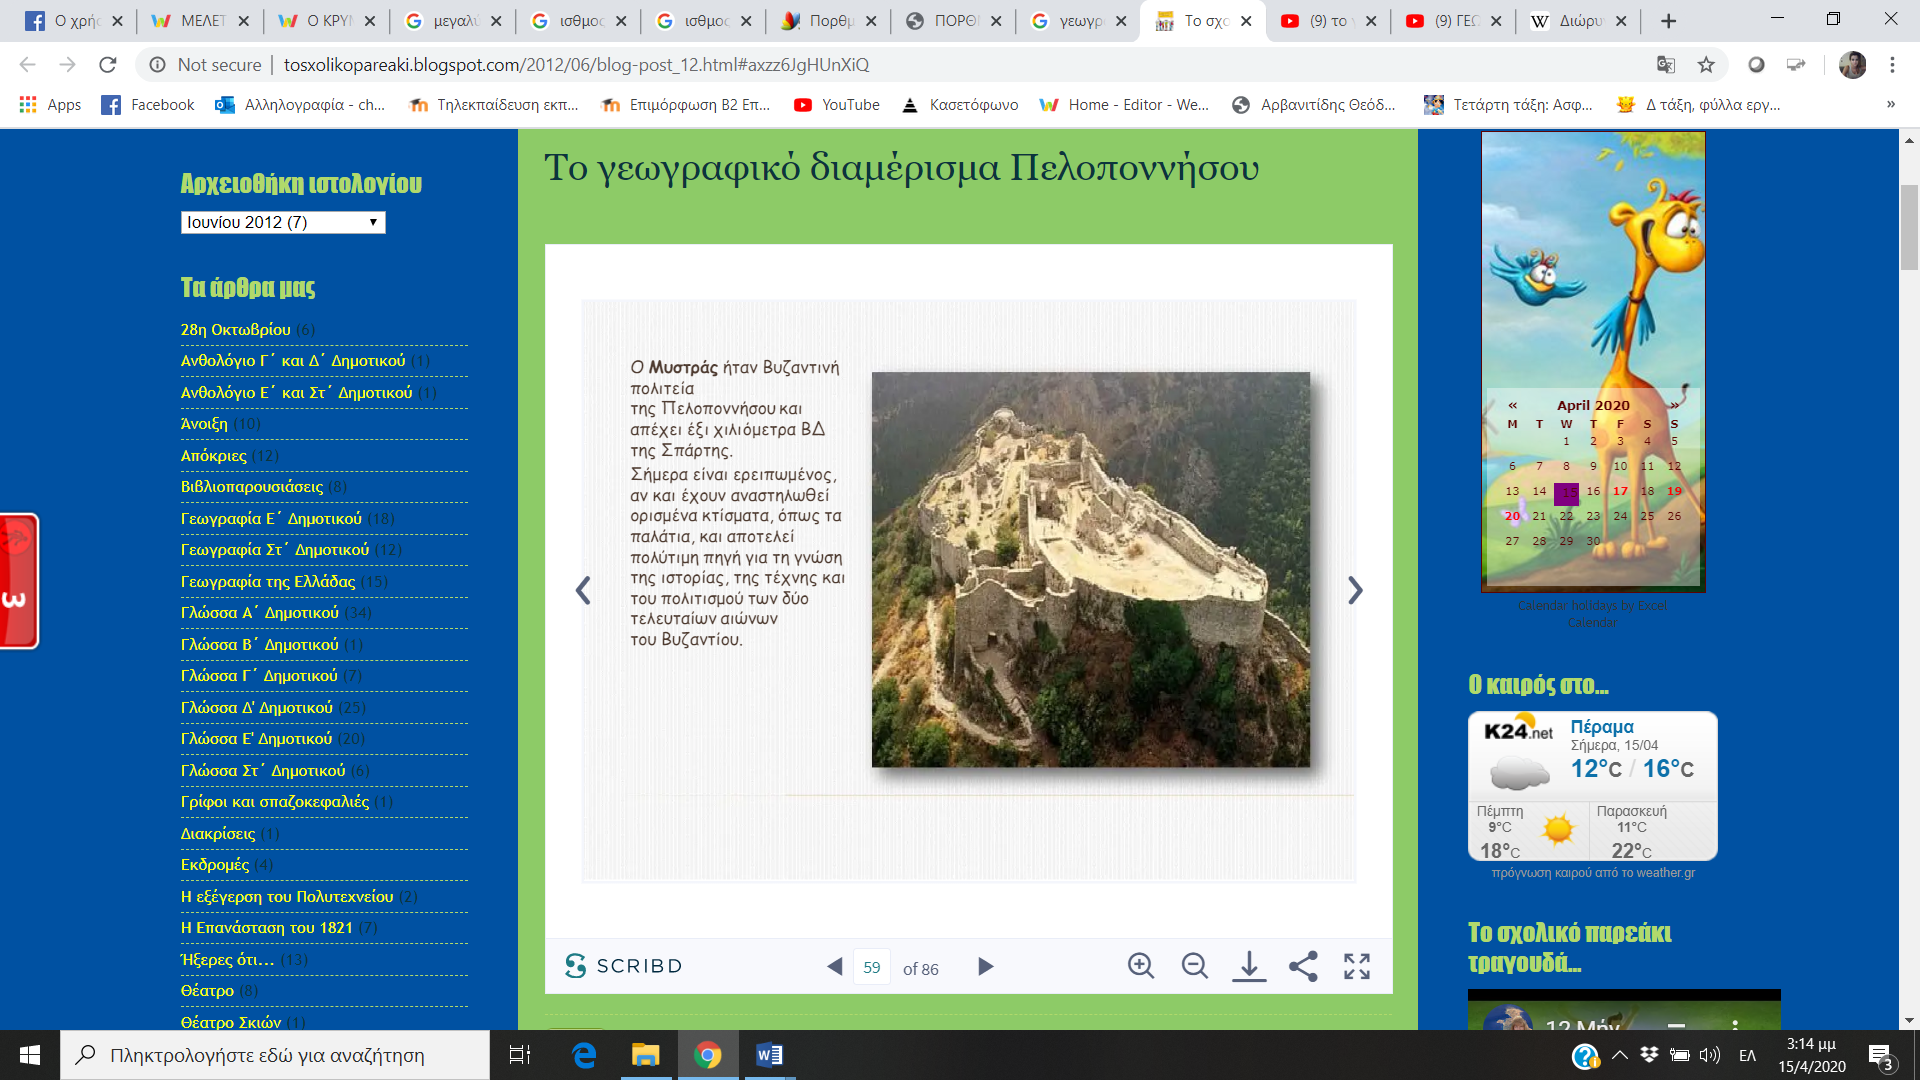 Ο χρής
ΜΕΛΕΤ
Ο ΚΡΥΜ
μεγαλύ
ισθμος
ισθμος
Πορθμ
ΠΟΡΘΜ
γεωγρα
Το σχο
(9) το γ
(9) ΓΕΩ
Διώρυγ
Not secure | tosxolikopareaki.blogspot.com/2012/06/blog-post_12.html#axzz6JgHUnXiQ
Apps
Facebook
Αλληλογραφία - ch...
Τηλεκπαίδευση εκπ...
Επιμόρφωση Β2 Επ...
YouTube
Κασετόφωνο
Home - Editor - We...
Αρβανιτίδης Θεόδ...
Τετάρτη τάξη: Ασφ...
Δ τάξη, φύλλα εργ...
»
Αρχειοθήκη ιστολογίου
Ιουνίου 2012 (7)
Τα άρθρα μας
28η Οκτωβρίου (6)
Ανθολόγιο Γ΄ και Δ΄ Δημοτικού (1)
Ανθολόγιο Ε΄ και Στ΄ Δημοτικού (1)
Άνοιξη (10)
Απόκριες (12)
Βιβλιοπαρουσιάσεις (8)
Γεωγραφία Ε΄ Δημοτικού (18)
Γεωγραφία Στ΄ Δημοτικού (12)
Γεωγραφία της Ελλάδας (15)
Γλώσσα Α΄ Δημοτικού (34)
Γλώσσα Β΄ Δημοτικού (1)
Γλώσσα Γ΄ Δημοτικού (7)
Γλώσσα Δ' Δημοτικού (25)
Γλώσσα Ε' Δημοτικού (20)
Γλώσσα Στ΄ Δημοτικού (6)
Γρίφοι και σπαζοκεφαλιές (1)
Διακρίσεις (1)
Εκδρομές (4)
Η εξέγερση του Πολυτεχνείου (2)
Η Επανάσταση του 1821 (7)
Ήξερες ότι... (13)
Θέατρο (8)
Θέατρο Σκιών (1)
3
Το γεωγραφικό διαμέρισμα Πελοποννήσου
Ο Μυστράς ήταν Βυζαντινή
πολιτεία
της Πελοποννήσου και
απέχει έξι χιλιόμετρα ΒΔ
της Σπάρτης.
Σήμερα είναι ερειπωμένος,
αν και έχουν αναστηλωθεί
ορισμένα κτίσματα, όπως τα
παλάτια, και αποτελεί
πολύτιμη πηγή για τη γνώση
της ιστορίας, της τέχνης και
του πολιτισμού των δύο
τελευταίων αιώνων
του Βυζαντίου.
SCRIBD
59 of 86
« April 2020 »
M T W T F S S
1 2 3 4 5
6 7 8 9 10 11 12
13 14 15 16 17 18 19
20 21 22 23 24 25 26
27 28 29 30
Calendar holidays by Excel
Calendar
Ο καιρός στο...
K24.net
Πέραμα
Σήμερα, 15/04
12°C / 16°C
Πέμπτη
9°C
18°C
Παρασκευή
11°C
22°C
πρόγνωση καιρού από το weather.gr
Το σχολικό παρεάκι
τραγουδά...
12 Μήν
Πληκτρολογήστε εδώ για αναζήτηση
ΕΛ
3:14 μμ
15/4/2020
3